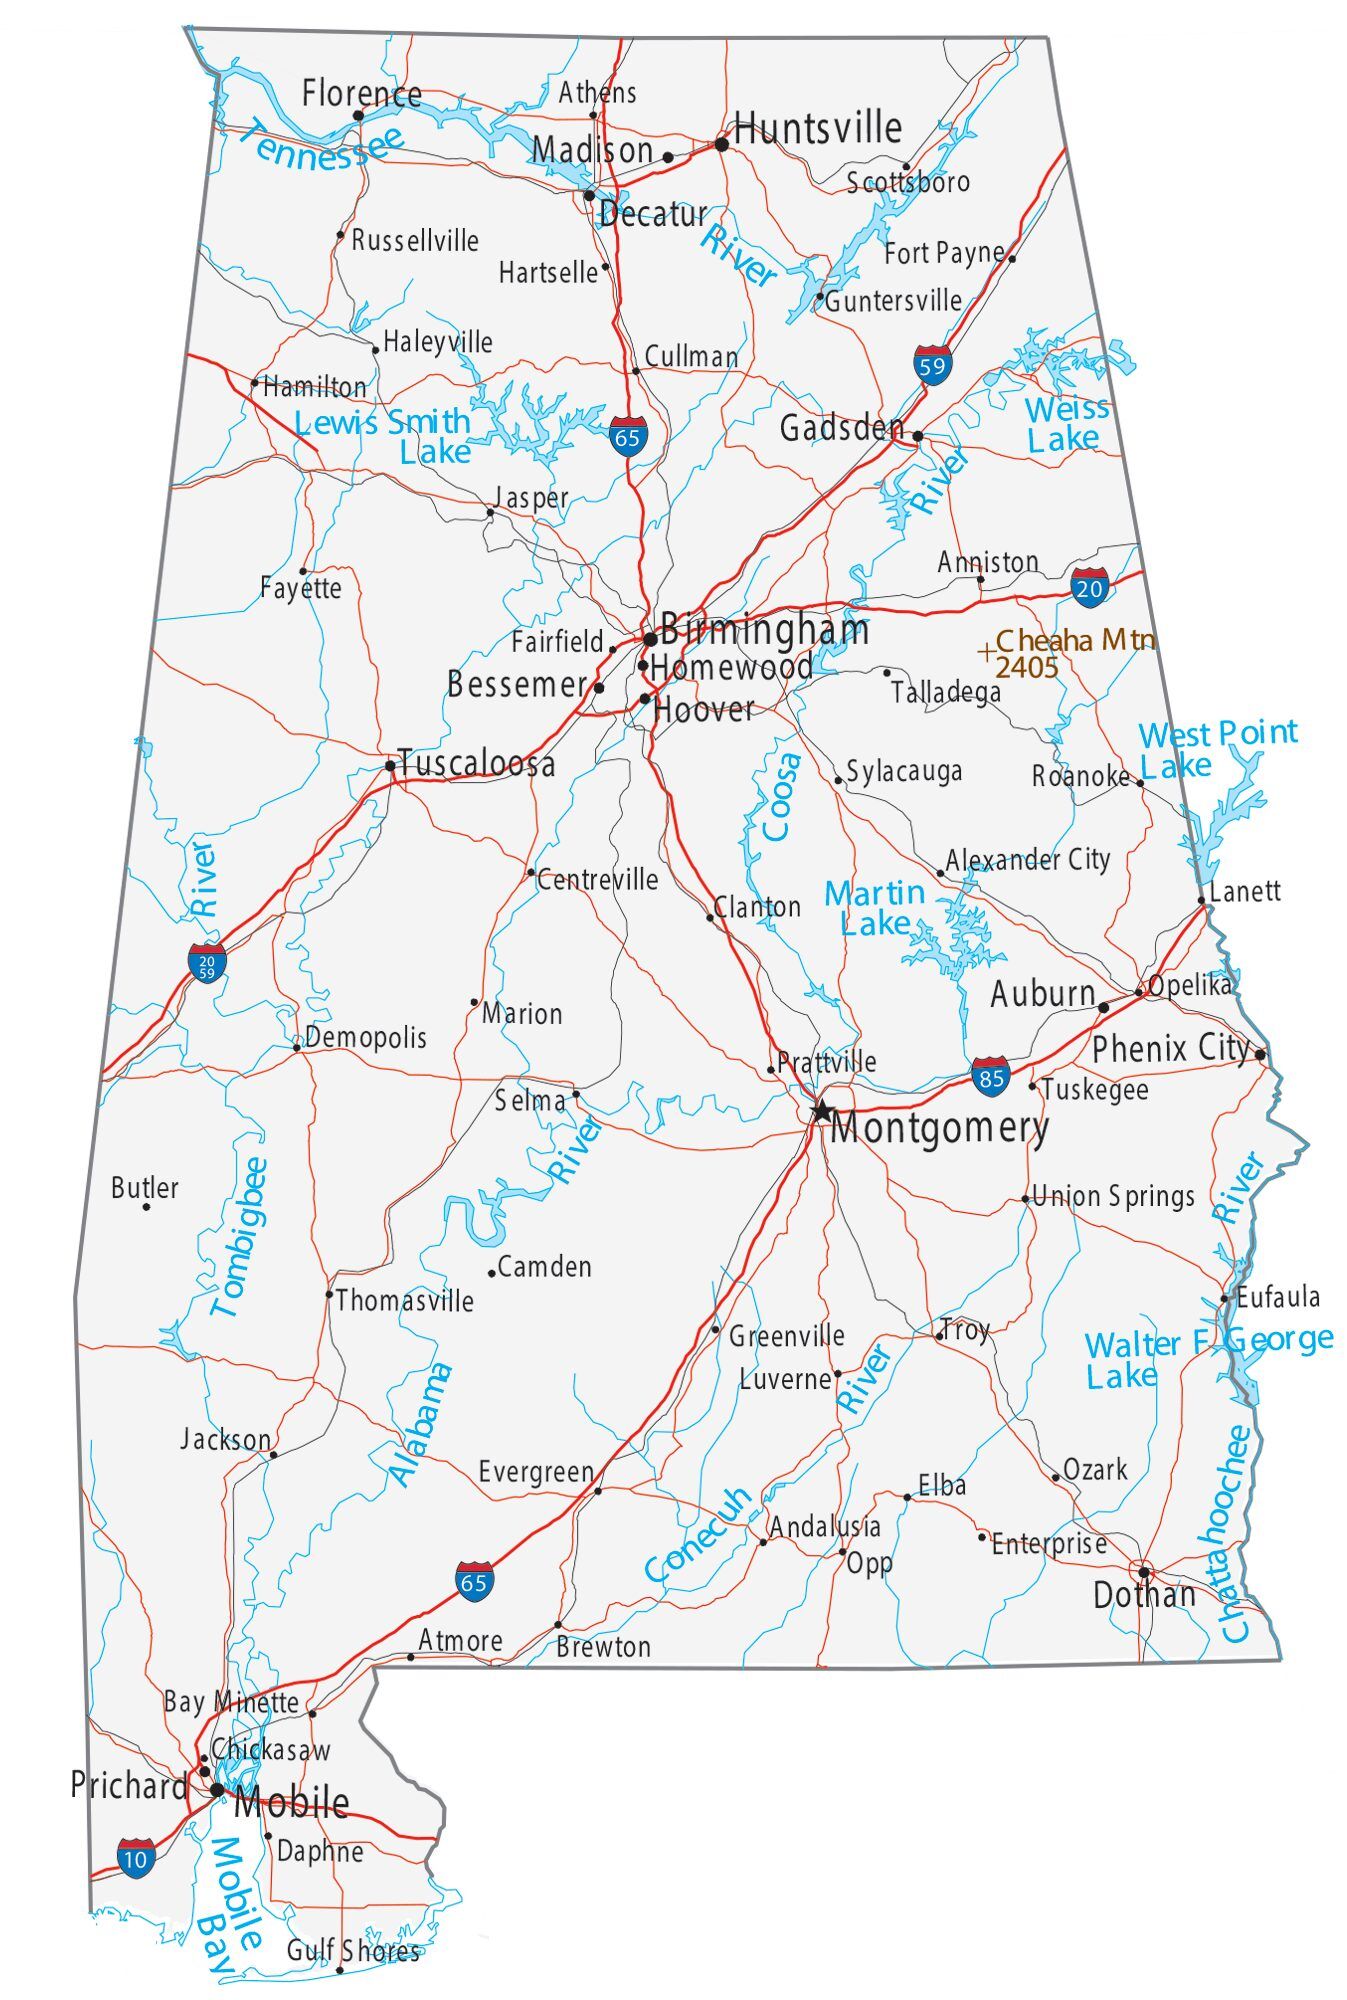 Florence
Athens
Huntsville
Tennessee
Madison
Scottsboro
Decatur
River
Russellville
Fort Payne
Hartselle
Guntersville
Haleyville
Cullman
59
Hamilton
Lewis Smith
Lake
65
Gadsden
Weiss
Lake
River
Jasper
Anniston
20
Fayette
Birmingham
Fairfield
Cheaha Mtn
2405
Homewood
Bessemer
Talladega
Hoover
West Point
Lake
Tuscaloosa
Sylacauga
Roanoke
Coosa
River
Alexander City
Centreville
Martin
Lake
Lanett
Clanton
20
59
Auburn
Opelika
Marion
Demopolis
Phenix City
Prattville
85
Tuskegee
Selma
Montgomery
River
Butler
Union Springs
River
Tombigbee
Camden
Thomasville
Eufaula
Greenville
Troy
Walter F. George
Lake
Luverne
River
Alabama
Jackson
Evergreen
Ozark
Elba
Chattahoochee
Conecuh
Andalusia
Opp
Enterprise
65
Dothan
Atmore
Brewton
Bay Minette
Chickasaw
Prichard
Mobile
10
Daphne
Mobile
Bay
Gulf Shores